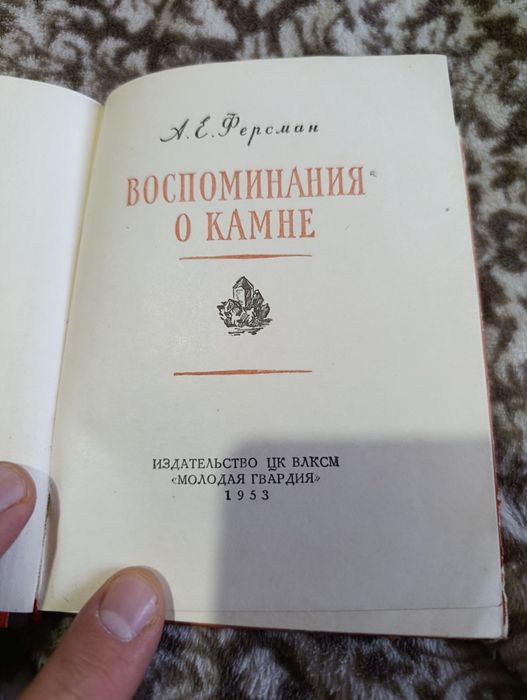 А. Е. Ферсман
ВОСПОМИНАНИЯ
О КАМНЕ
ИЗДАТЕЛЬСТВО ЦК ВЛКСМ
«МОЛОДАЯ ГВАРДИЯ»
1953